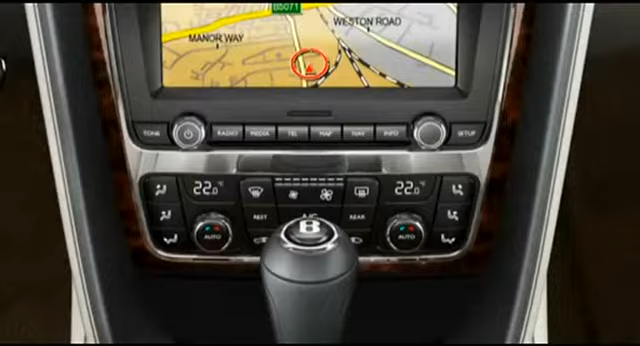 B5071
WESTON ROAD
MANOR WAY
TONE RADIO MEDIA TEL MAP NAV INFO SETUP
22.0°C 22.0°C
REST A/C REAR
B
AUTO AUTO